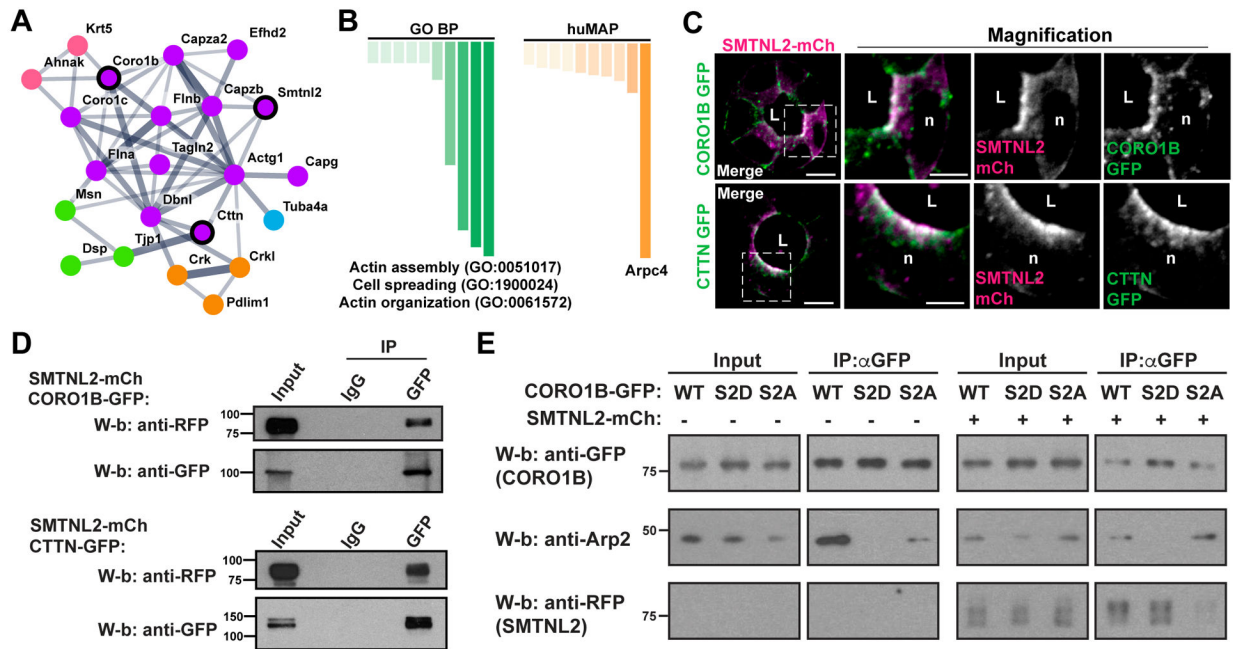 A
Krt5
Capza2
Efhd2
Ahnak
Coro1b
Coro1c
Flnb
Capzb
Smtnl2
Flna
Tagln2
Actg1
Capg
Msn
Dbnl
Cttn
Tuba4a
Dsp
Tjp1
Crk
Crkl
Pdlim1
B
GO BP
huMAP
Actin assembly (GO:0051017)
Cell spreading (GO:1900024)
Actin organization (GO:0061572)
Arpc4
C
SMTNL2-mCh
Magnification
CORO1B GFP
L
Merge
L
n
L
n
SMTNL2
mCh
L
n
CORO1B
GFP
CTTN GFP
Merge
L
L
n
L
n
SMTNL2
mCh
L
n
CTTN
GFP
D
IP
SMTNL2-mCh
CORO1B-GFP:
Input
IgG
GFP
W-b: anti-RFP
100
75
W-b: anti-GFP
100
SMTNL2-mCh
CTTN-GFP:
Input
IgG
GFP
W-b: anti-RFP
100
75
W-b: anti-GFP
150
100
E
Input
IP:αGFP
Input
IP:αGFP
CORO1B-GFP: WT S2D S2A WT S2D S2A WT S2D S2A WT S2D S2A
SMTNL2-mCh: - - - - - - + + + + + +
W-b: anti-GFP
(CORO1B)
75
75
W-b: anti-Arp2
50
50
W-b: anti-RFP
(SMTNL2)
75
75